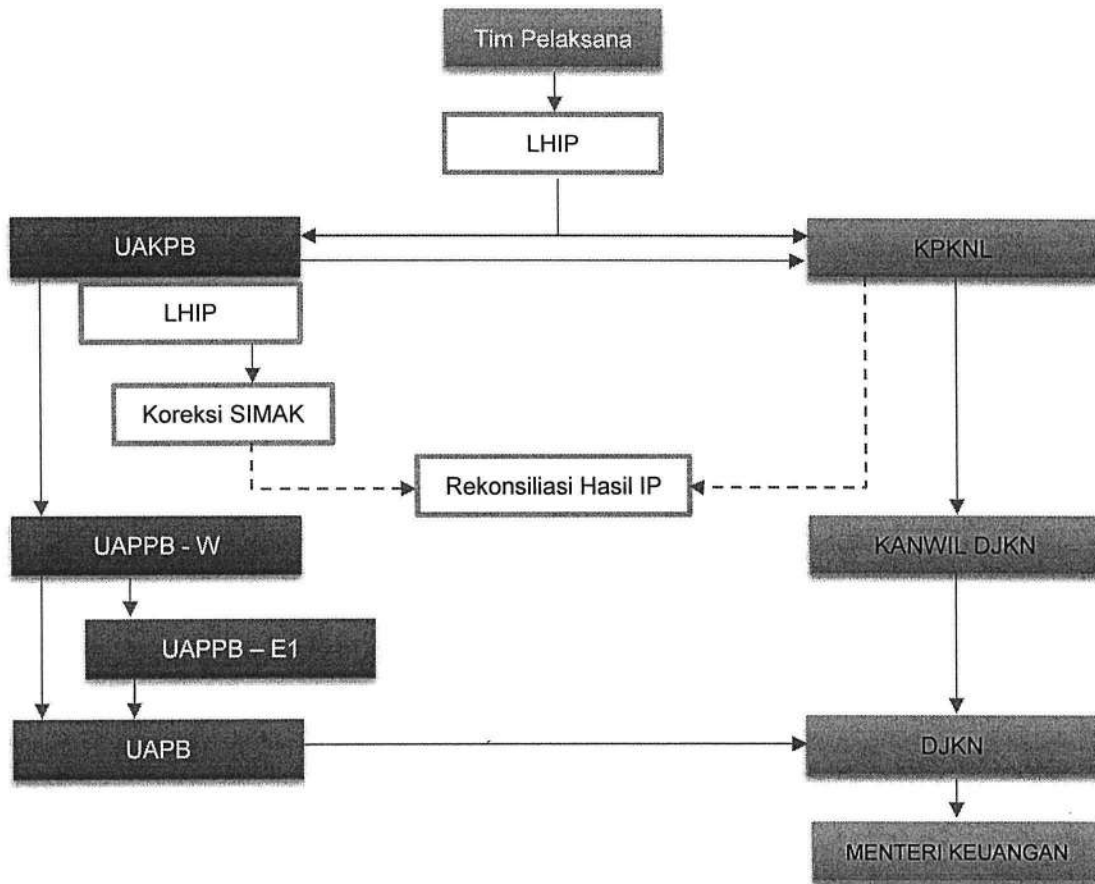 Tim Pelaksana
LHIP
UAKPB
KPKNL
LHIP
Koreksi SIMAK
Rekonsiliasi Hasil IP
UAPPB - W
KANWIL DJKN
UAPPB – E1
UAPB
DJKN
MENTERI KEUANGAN